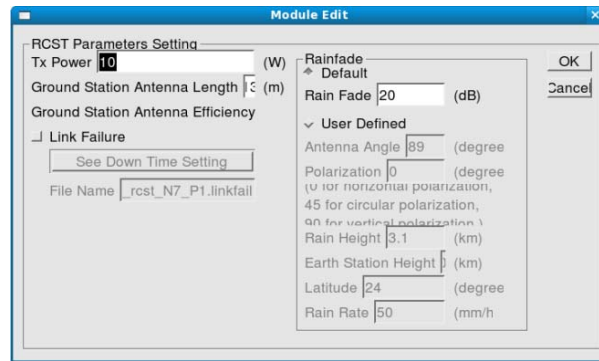 Module Edit
RCST Parameters Setting
Tx Power 10 (W)
Ground Station Antenna Length (m)
Ground Station Antenna Efficiency
Link Failure
See Down Time Setting
File Name _rcst_N7_P1.linkfail
Rainfade
Default
Rain Fade 20 (dB)
User Defined
Antenna Angle 89 (degree
Polarization 0 (degree
(0 for horizontal polarization,
45 for circular polarization,
90 for vertical polarization.)
Rain Height 3.1 (km)
Earth Station Height (km)
Latitude 24 (degree
Rain Rate 50 (mm/h
OK
Cancel